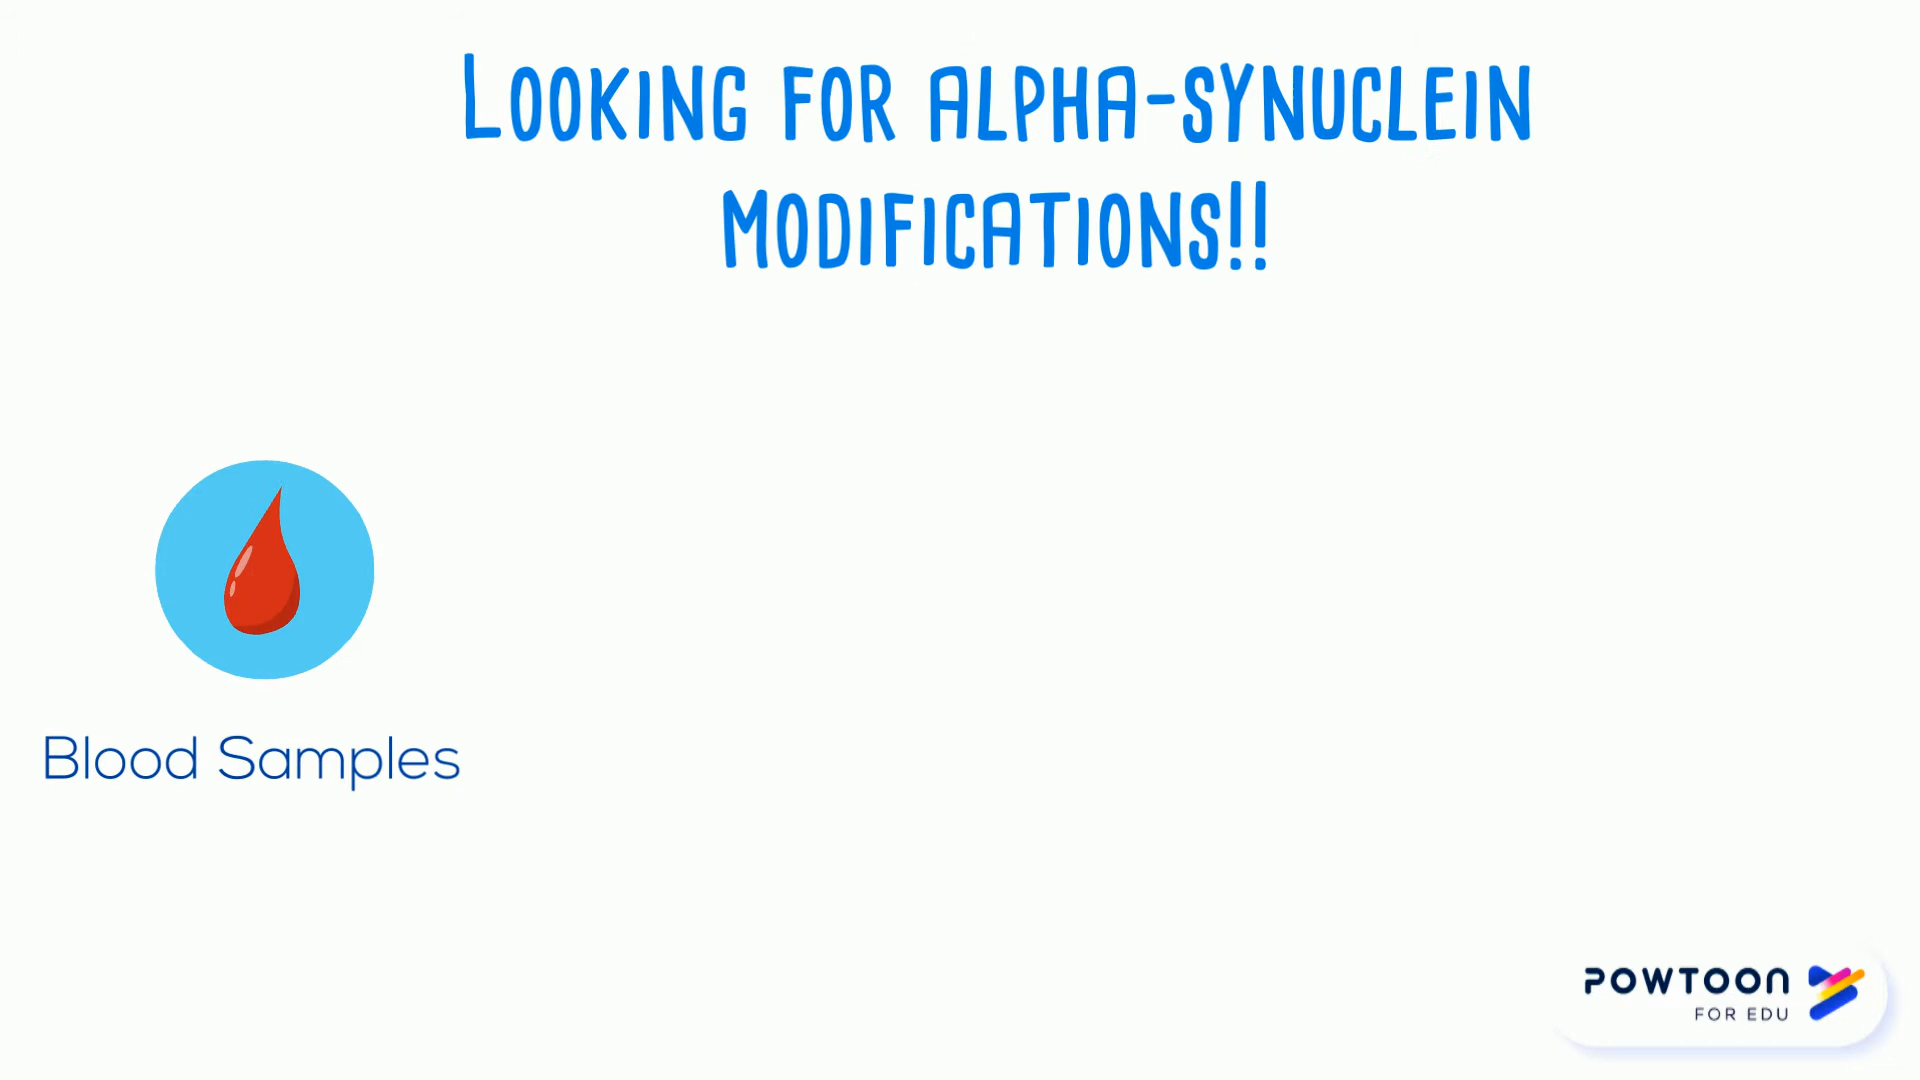 Looking for alpha-synuclein
modifications!!
Blood Samples
POWTOON
FOR EDU